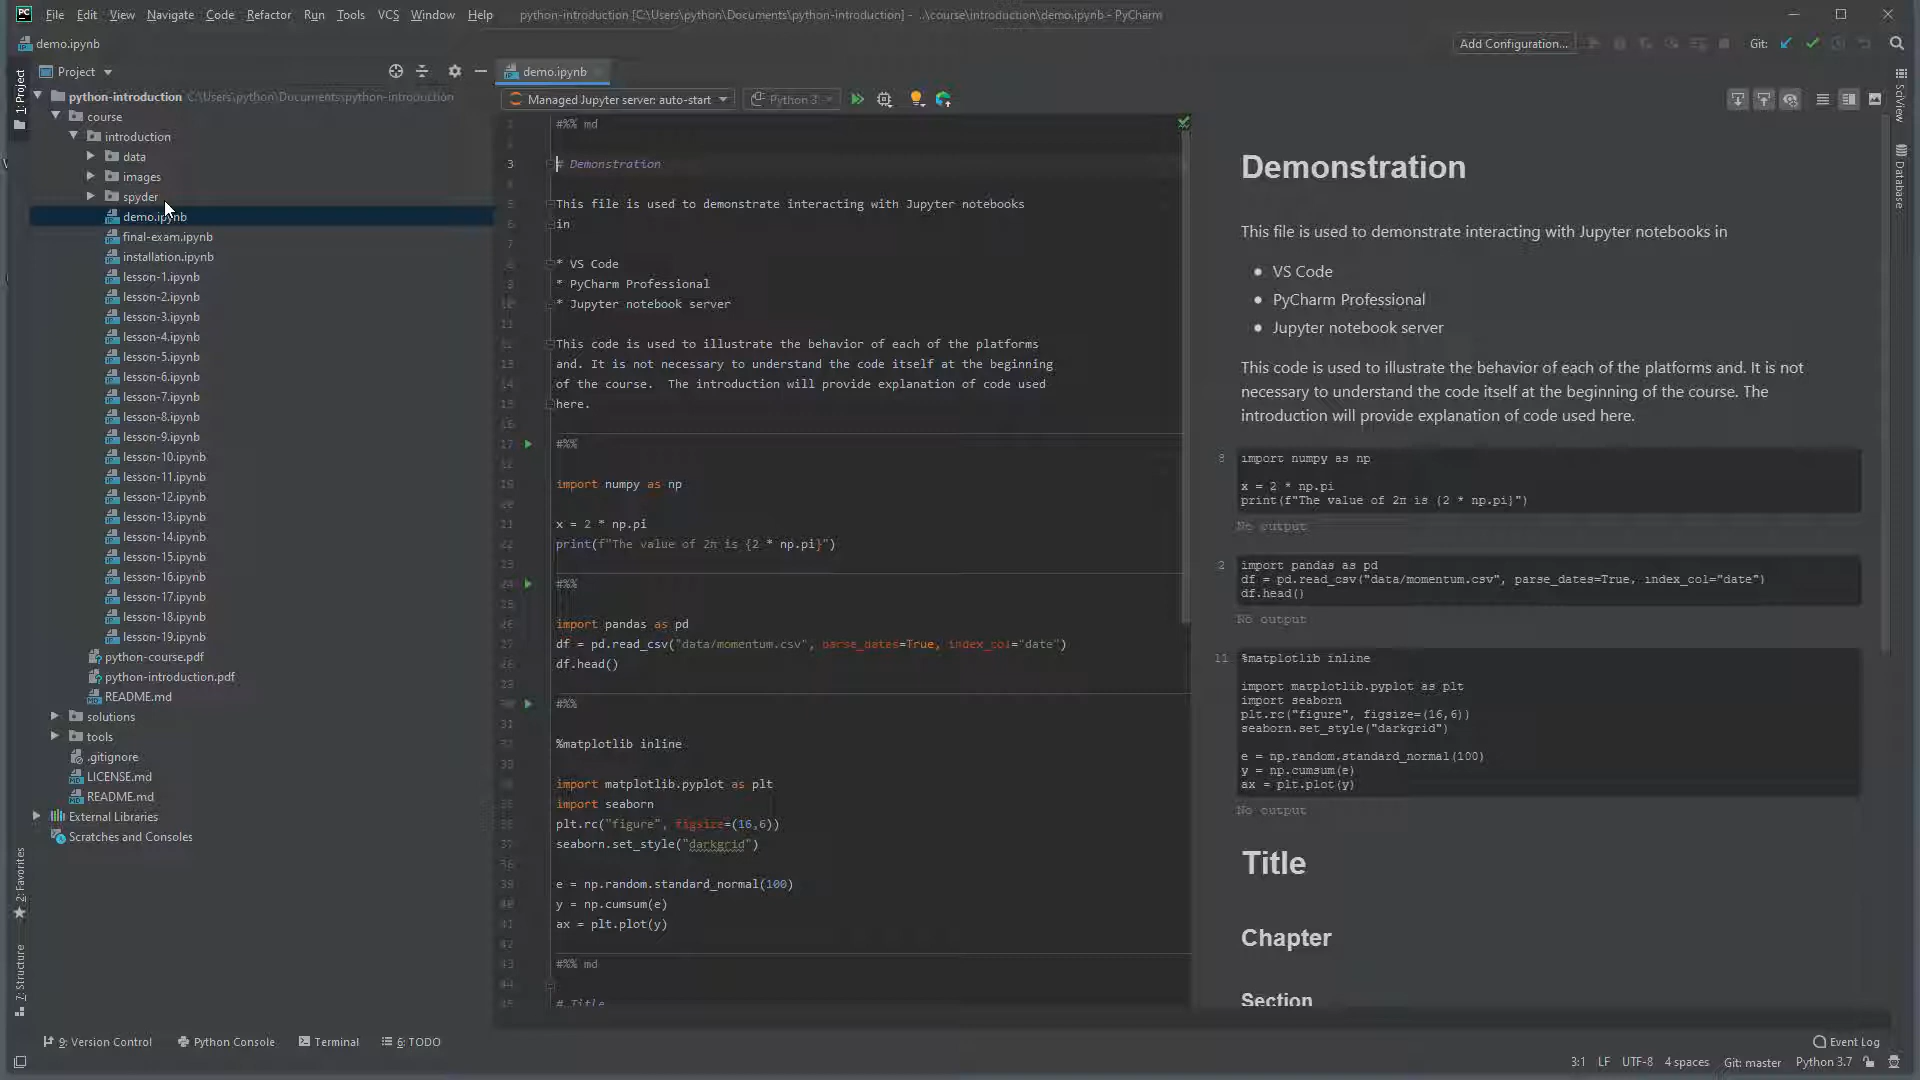 File Edit View Navigate Code Refactor Run Tools VCS Window Help python-introduction [C:\Users\python\Documents\python-introduction] - ..\course\introduction\demo.ipynb - PyCharm
demo.ipynb
Add Configuration...
Git:
Project
demo.ipynb
1: Project
python-introduction C:\Users\python\Documents\python-introduction
course
introduction
data
images
spyder
demo.ipynb
final-exam.ipynb
installation.ipynb
lesson-1.ipynb
lesson-2.ipynb
lesson-3.ipynb
lesson-4.ipynb
lesson-5.ipynb
lesson-6.ipynb
lesson-7.ipynb
lesson-8.ipynb
lesson-9.ipynb
lesson-10.ipynb
lesson-11.ipynb
lesson-12.ipynb
lesson-13.ipynb
lesson-14.ipynb
lesson-15.ipynb
lesson-16.ipynb
lesson-17.ipynb
lesson-18.ipynb
lesson-19.ipynb
python-course.pdf
python-introduction.pdf
README.md
solutions
tools
.gitignore
LICENSE.md
README.md
External Libraries
Scratches and Consoles
2: Favorites
7: Structure
Managed Jupyter server: auto-start
Python 3
#%% md
# Demonstration
This file is used to demonstrate interacting with Jupyter notebooks
in
* VS Code
* PyCharm Professional
* Jupyter notebook server
This code is used to illustrate the behavior of each of the platforms
and. It is not necessary to understand the code itself at the beginning
of the course.  The introduction will provide explanation of code used
here.
#%%
import numpy as np
x = 2 * np.pi
print(f"The value of 2π is {2 * np.pi}")
#%%
import pandas as pd
df = pd.read_csv("data/momentum.csv", parse_dates=True, index_col="date")
df.head()
#%%
%matplotlib inline
import matplotlib.pyplot as plt
import seaborn
plt.rc("figure", figsize=(16,6))
seaborn.set_style("darkgrid")
e = np.random.standard_normal(100)
y = np.cumsum(e)
ax = plt.plot(y)
#%% md
# Title
Demonstration
This file is used to demonstrate interacting with Jupyter notebooks in
VS Code
PyCharm Professional
Jupyter notebook server
This code is used to illustrate the behavior of each of the platforms and. It is not
necessary to understand the code itself at the beginning of the course. The
introduction will provide explanation of code used here.
import numpy as np
x = 2 * np.pi
print(f"The value of 2π is {2 * np.pi}")
No output
2 import pandas as pd
df = pd.read_csv("data/momentum.csv", parse_dates=True, index_col="date")
df.head()
No output
11 %matplotlib inline
import matplotlib.pyplot as plt
import seaborn
plt.rc("figure", figsize=(16,6))
seaborn.set_style("darkgrid")
e = np.random.standard_normal(100)
y = np.cumsum(e)
ax = plt.plot(y)
No output
Title
Chapter
Section
SciView
Database
9: Version Control Python Console Terminal 6: TODO Event Log
3:1 LF UTF-8 4 spaces Git: master Python 3.7